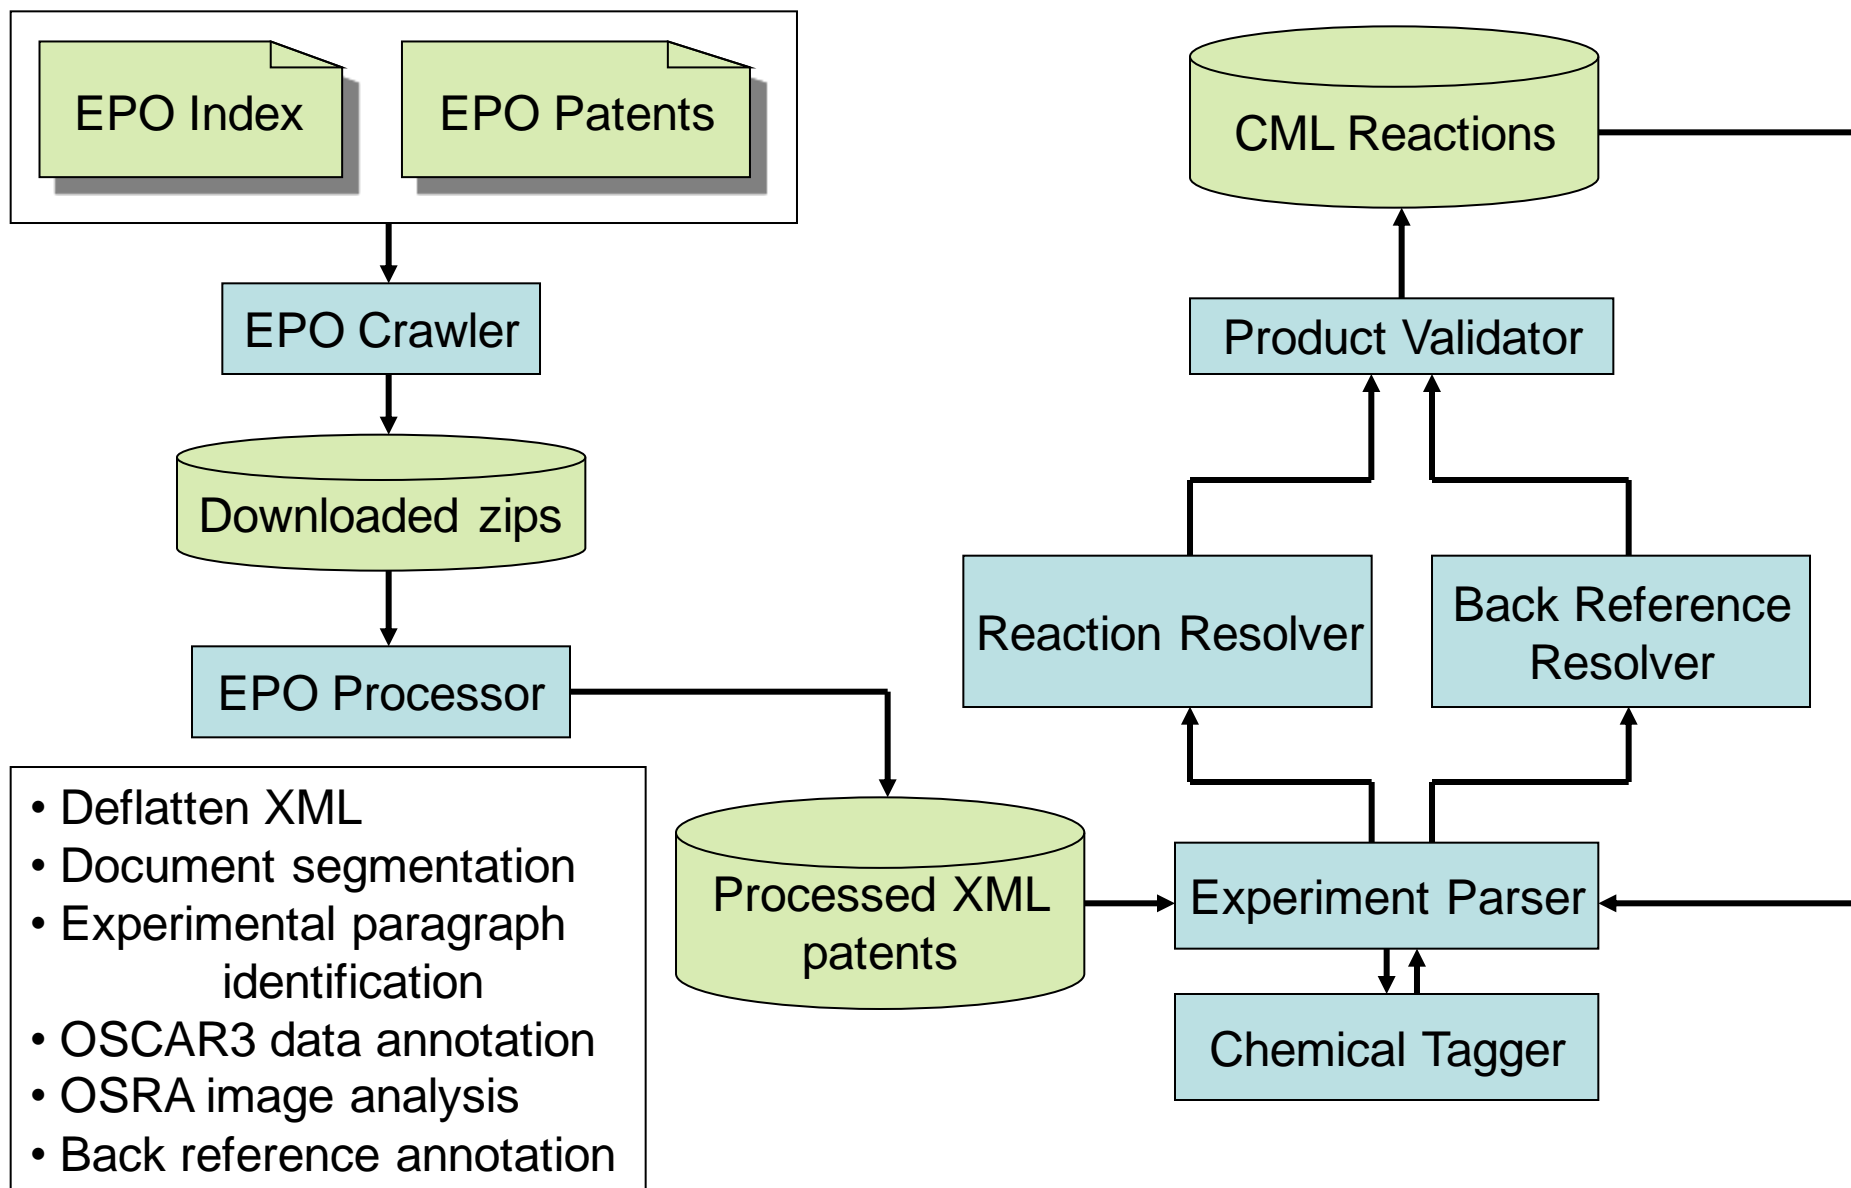 EPO Index
EPO Patents
EPO Crawler
Downloaded zips
EPO Processor
• Deflatten XML
• Document segmentation
• Experimental paragraph
identification
• OSCAR3 data annotation
• OSRA image analysis
• Back reference annotation
Processed XML
patents
CML Reactions
Product Validator
Reaction Resolver
Back Reference
Resolver
Experiment Parser
Chemical Tagger